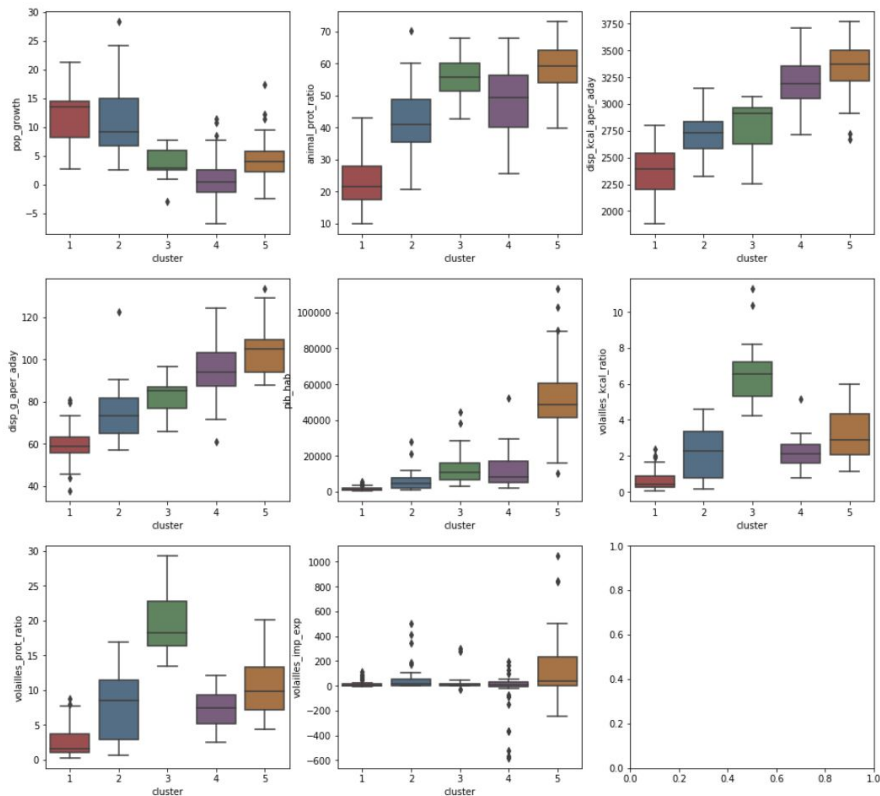 pop_growth
30
25
20
15
10
5
0
−5
1 2 3 4 5
cluster
animal_prot_ratio
70
60
50
40
30
20
10
1 2 3 4 5
cluster
disp_kcal_aper_aday
3750
3500
3250
3000
2750
2500
2250
2000
1 2 3 4 5
cluster
disp_g_aper_aday
120
100
80
60
40
1 2 3 4 5
cluster
pib_hab
100000
80000
60000
40000
20000
0
1 2 3 4 5
cluster
volailles_kcal_ratio
10
8
6
4
2
0
1 2 3 4 5
cluster
volailles_prot_ratio
30
25
20
15
10
5
0
1 2 3 4 5
cluster
volailles_imp_exp
1000
800
600
400
200
0
−200
−400
−600
1 2 3 4 5
cluster
1.0
0.8
0.6
0.4
0.2
0.0
0.0 0.2 0.4 0.6 0.8 1.0